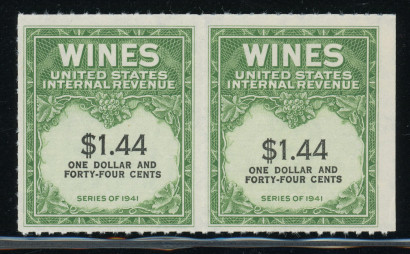 WINES
UNITED STATES
INTERNAL REVENUE
$1.44
ONE DOLLAR AND
FORTY-FOUR CENTS
SERIES OF 1941
WINES
UNITED STATES
INTERNAL REVENUE
$1.44
ONE DOLLAR AND
FORTY-FOUR CENTS
SERIES OF 1941